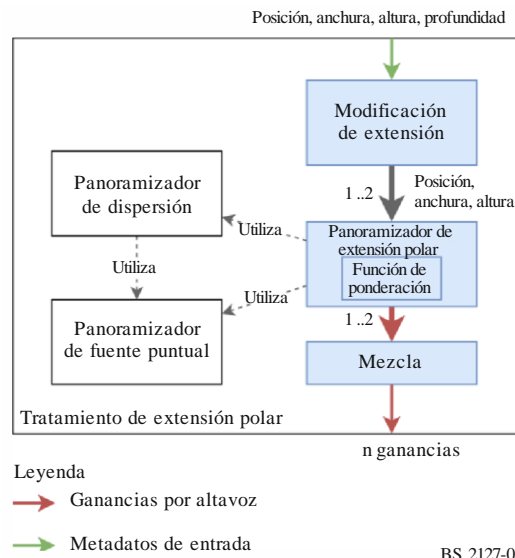 Posición, anchura, altura, profundidad
Modificación
de extensión
1 ..2
Posición,
anchura, altura
Panoramizador
de dispersión
Utiliza
Panoramizador de
extensión polar
Función de
ponderación
Utiliza
Utiliza
Panoramizador
de fuente puntual
1 ..2
Mezcla
Tratamiento de extensión polar
n ganancias
Leyenda
Ganancias por altavoz
Metadatos de entrada
BS 2127-0